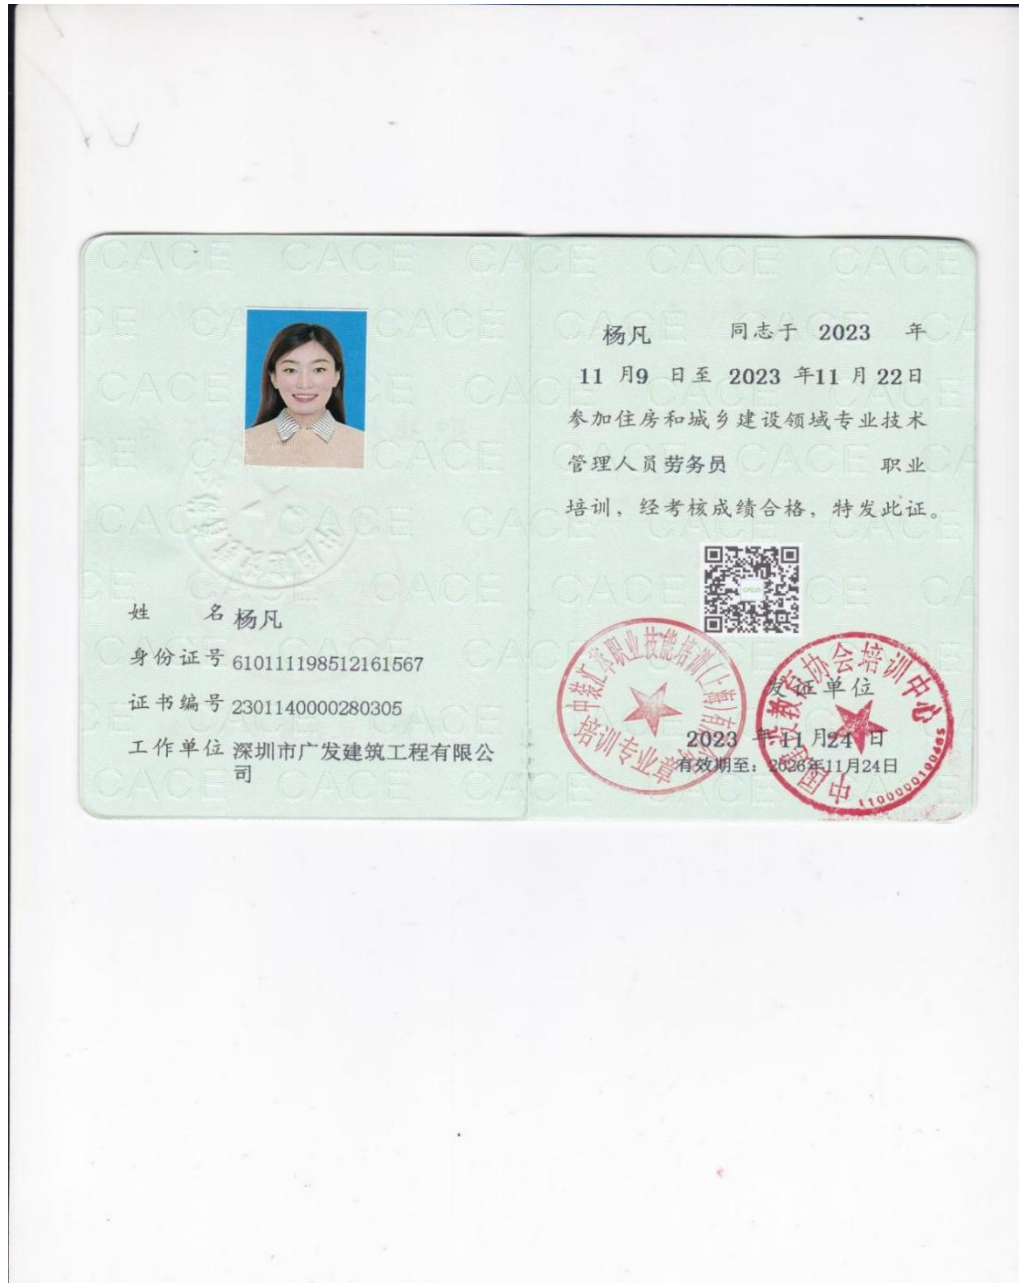 姓 名 杨凡
身份证号 610111198512161567
证书编号 2301140000280305
工作单位 深圳市广发建筑工程有限公
司
杨凡 同志于 2023 年
11 月9 日至 2023 年11 月 22日
参加住房和城乡建设领域专业技术
管理人员劳务员 职业
培训，经考核成绩合格，特发此证。
发证单位
2023 年 11 月24 日
有效期至：2026年11月24日
培训专业章
CACE